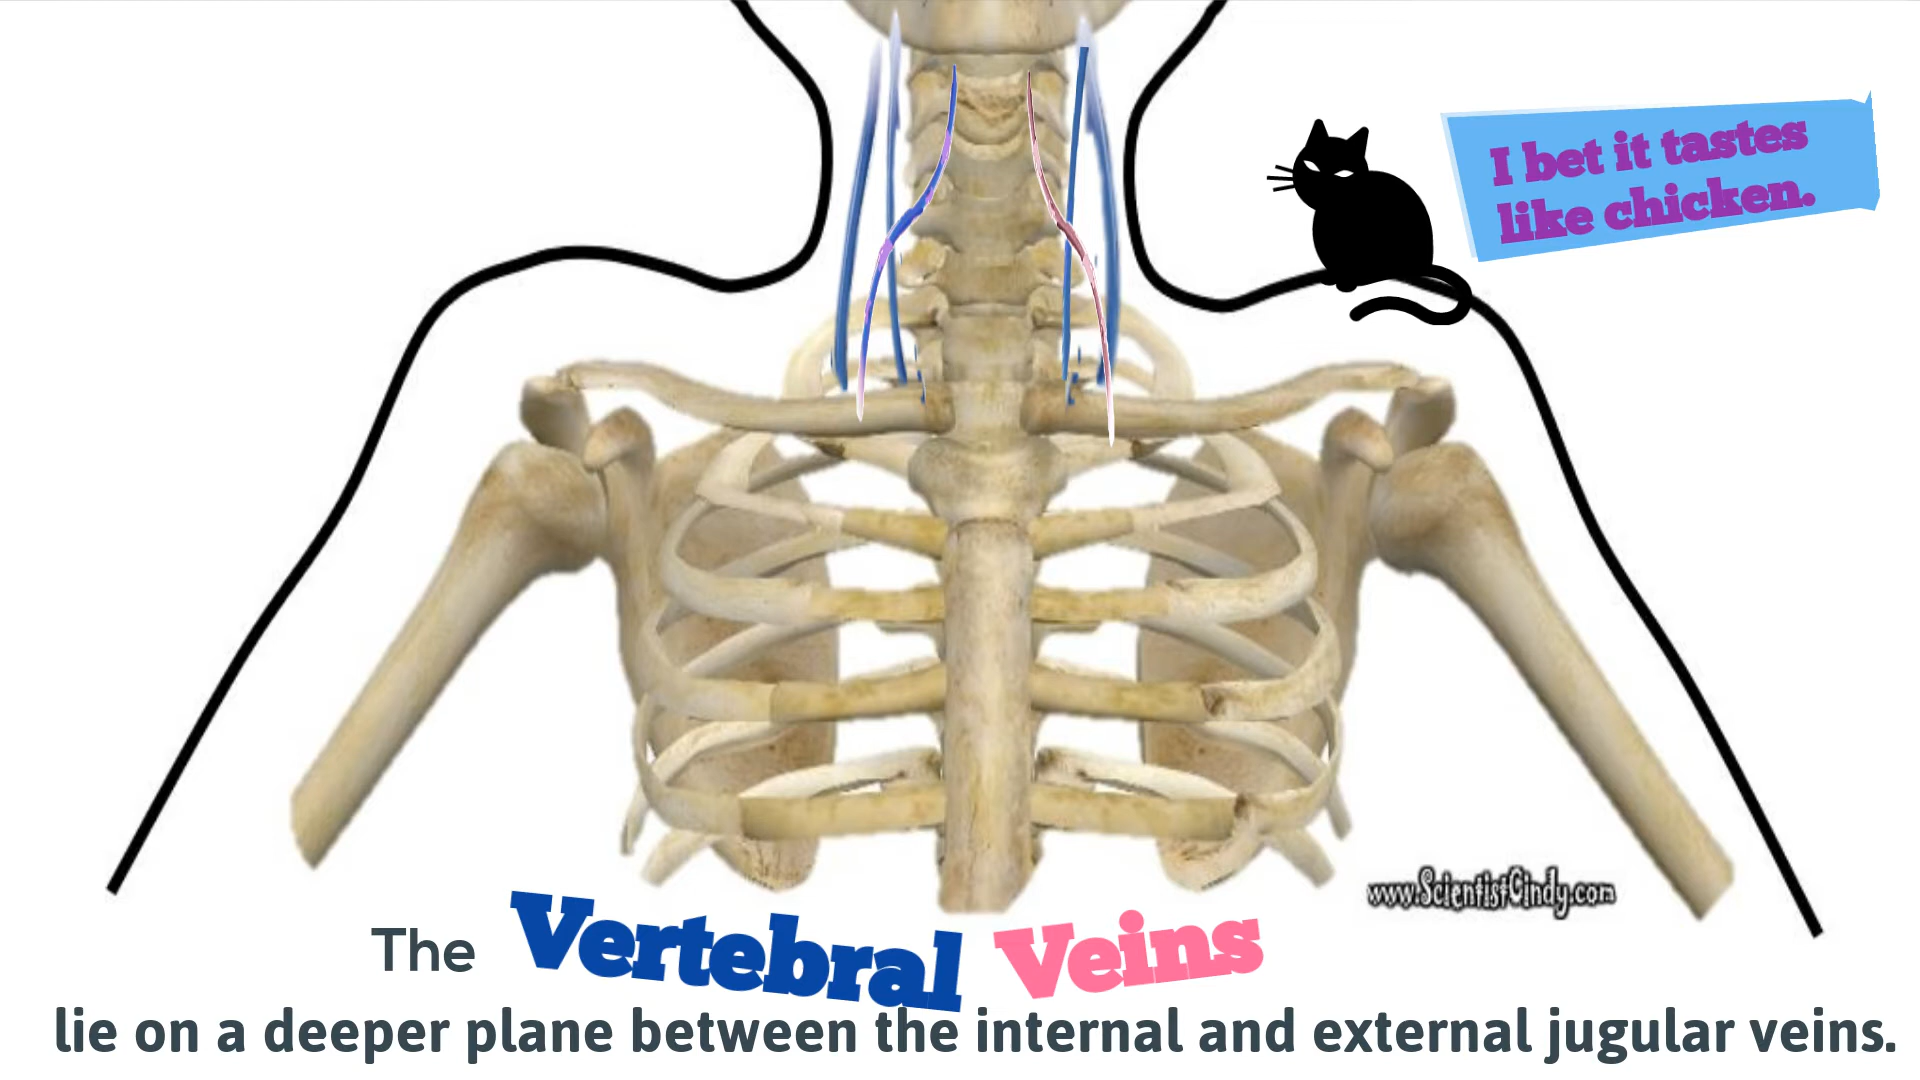 I bet it tastes
like chicken.
www.ScientistCindy.com
The Vertebral Veins
lie on a deeper plane between the internal and external jugular veins.